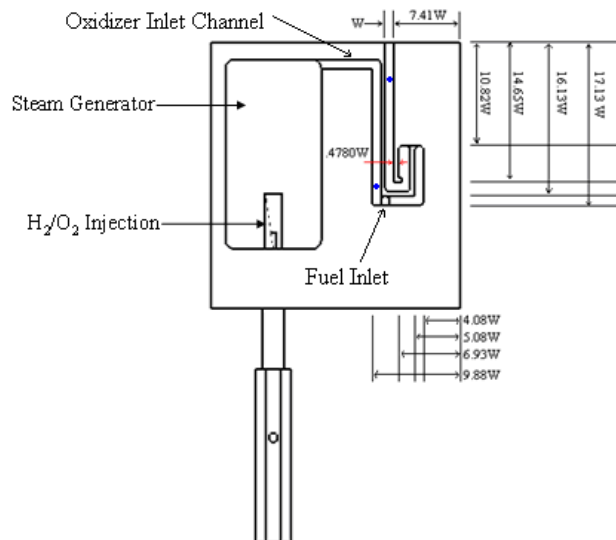 Oxidizer Inlet Channel
W
7.41W
Steam Generator
10.82W
14.65W
16.13W
17.13 W
.4780W
H₂/O₂ Injection
Fuel Inlet
4.08W
5.08W
6.93W
9.88W